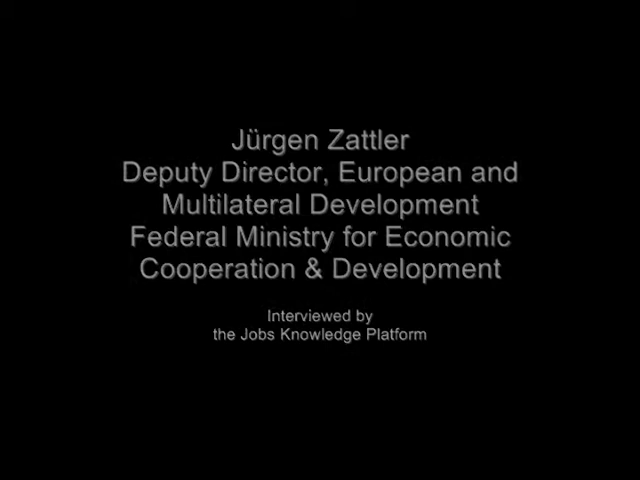 Jürgen Zattler
Deputy Director, European and
Multilateral Development
Federal Ministry for Economic
Cooperation & Development
Interviewed by
the Jobs Knowledge Platform